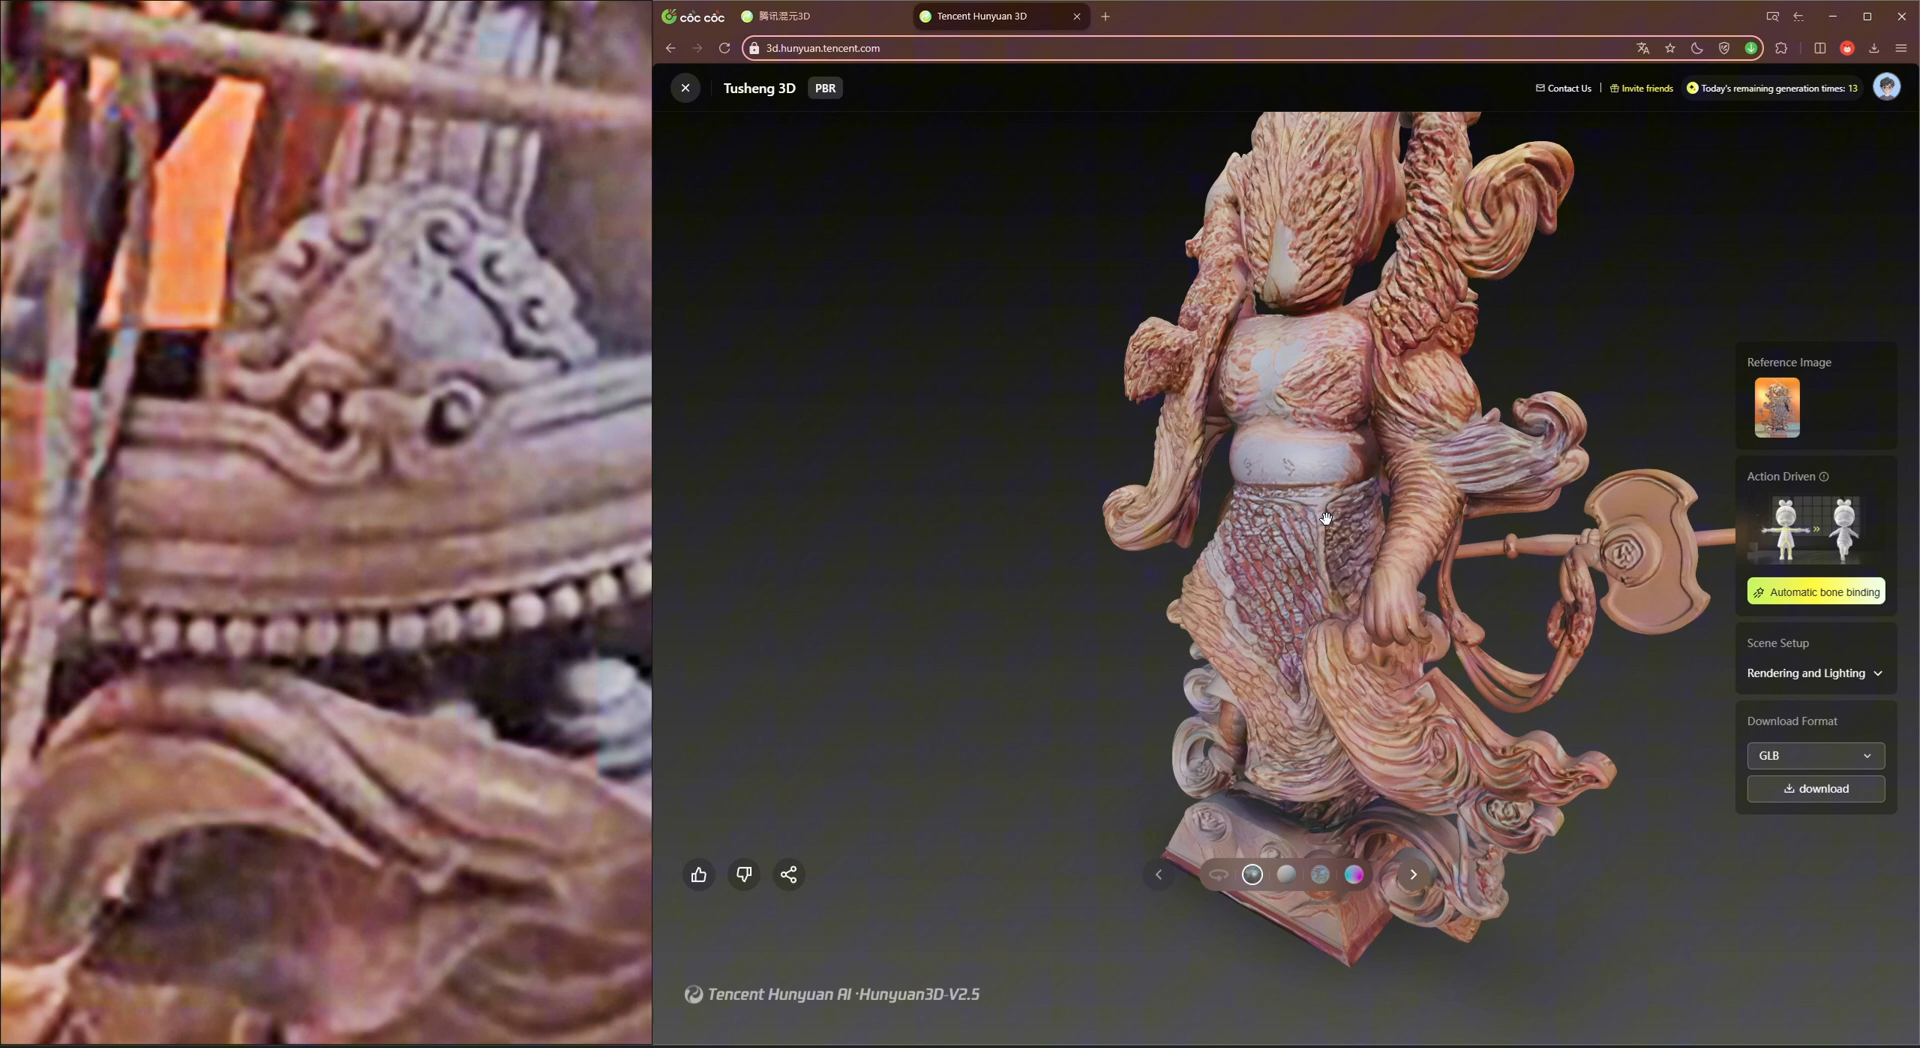 cốc cốc
腾讯混元3D
Tencent Hunyuan 3D
3d.hunyuan.tencent.com
Tusheng 3D
PBR
Contact Us
Invite friends
Today's remaining generation times: 13
Reference Image
Action Driven
Automatic bone binding
Scene Setup
Rendering and Lighting
Download Format
GLB
download
Tencent Hunyuan AI ·Hunyuan3D-V2.5